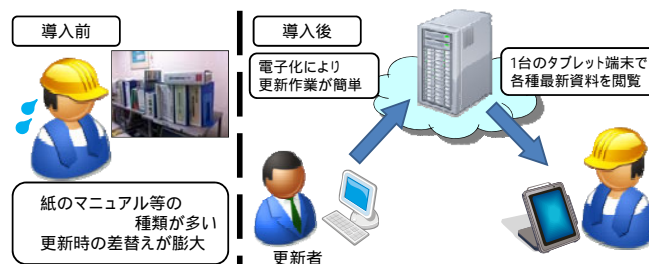 導入前
導入後
電子化により
更新作業が簡単
1台のタブレット端末で
各種最新資料を閲覧
紙のマニュアル等の
種類が多い
更新時の差替えが膨大
更新者